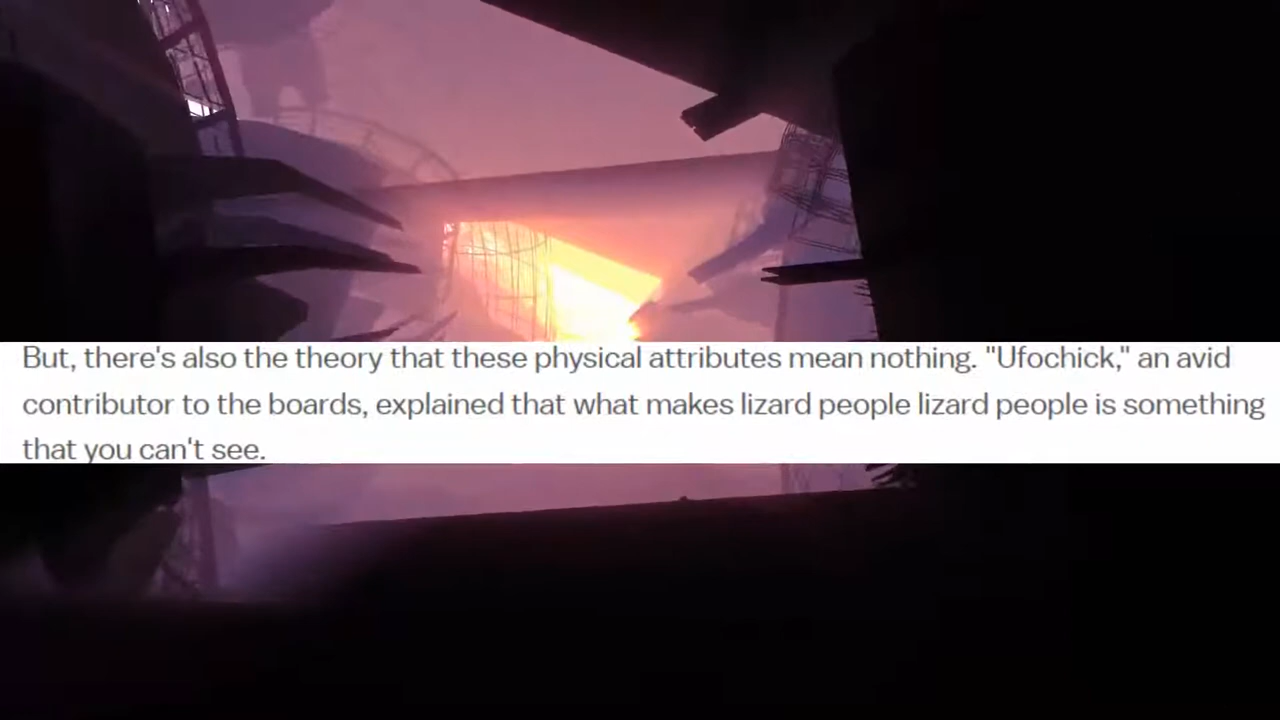 But, there's also the theory that these physical attributes mean nothing. "Ufochick," an avid
contributor to the boards, explained that what makes lizard people lizard people is something
that you can't see.